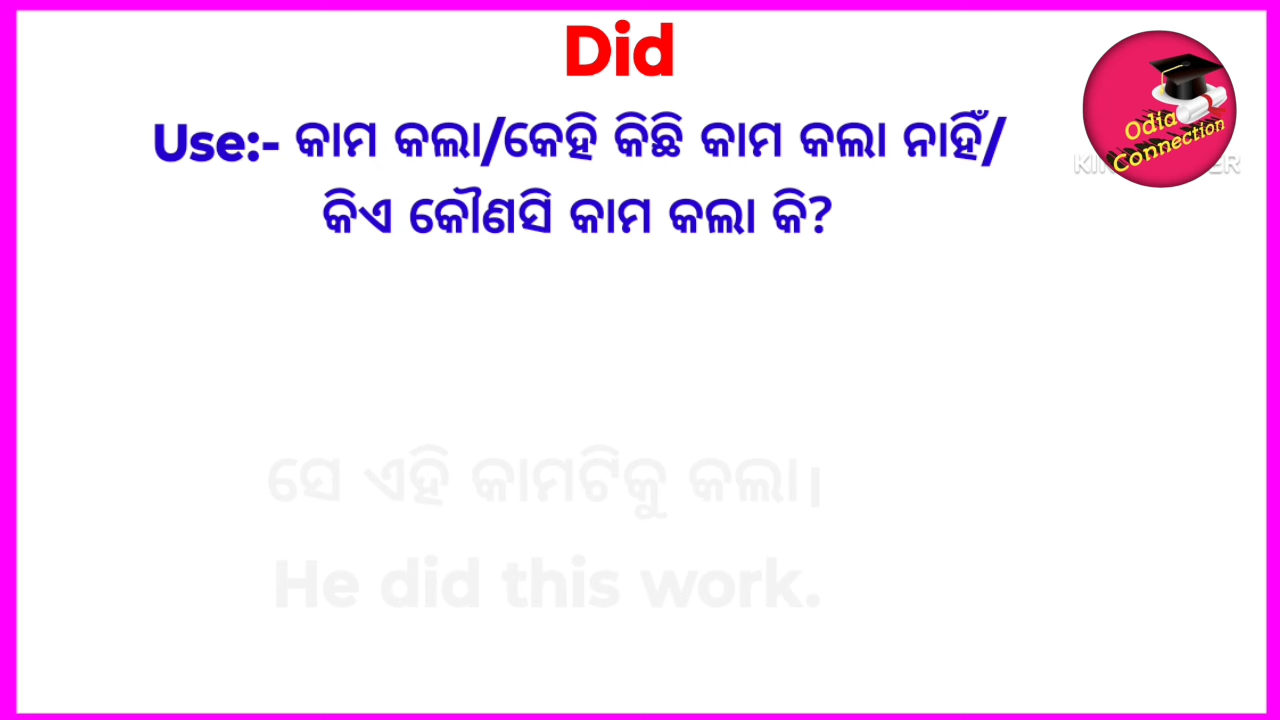 Did
Use:- କାମ କଲା/କେହି କିଛି କାମ କଲା ନାହିଁ/
କିଏ କୌଣସି କାମ କଲା କି?
Odia
Connection
ସେ ଏହି କାମଟିକୁ କଲା।
He did this work.